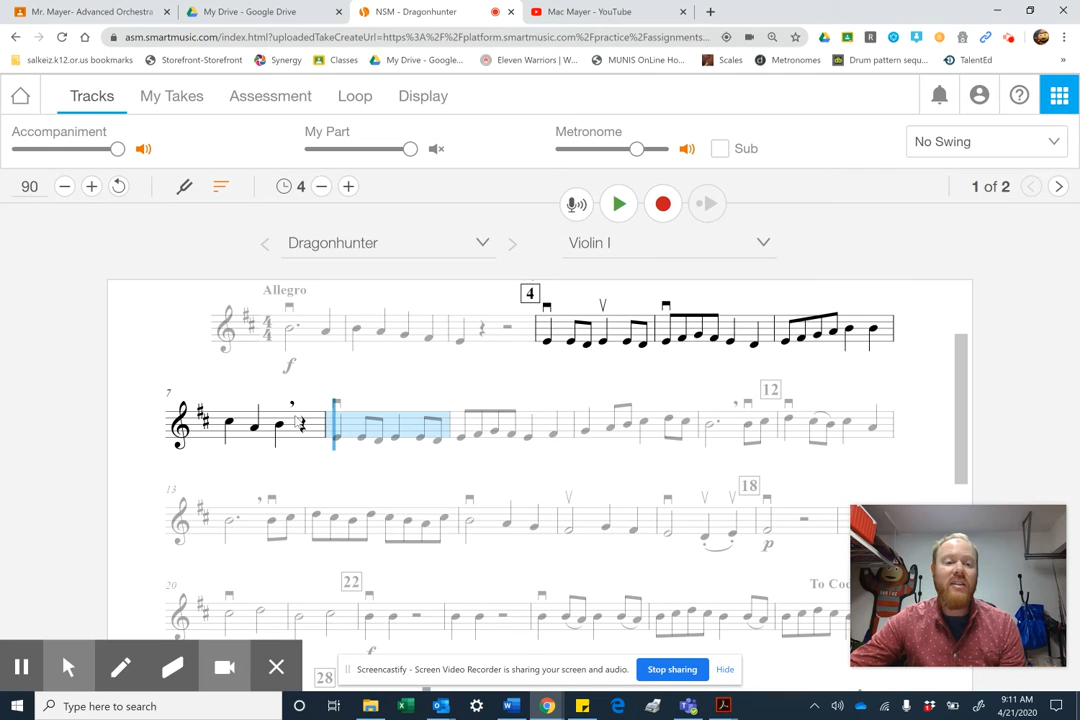 Mr. Mayer- Advanced Orchestra
My Drive - Google Drive
NSM - Dragonhunter
Mac Mayer - YouTube
asm.smartmusic.com/index.html?uploadedTakeCreateUrl=https%3A%2F%2Fplatform.smartmusic.com%2Fpractice%2Fassignments...
salkeiz.k12.or.us bookmarks
Storefront-Storefront
Synergy
Classes
My Drive - Google...
Eleven Warriors | W...
MUNIS OnLine Ho...
Scales
Metronomes
Drum pattern sequ...
TalentEd
»
Tracks
My Takes
Assessment
Loop
Display
Accompaniment
My Part
Metronome
Sub
No Swing
90
4
1 of 2
Dragonhunter
Violin I
Allegro
4
f
7
12
13
18
p
20
22
To Co
f
28
Screencastify - Screen Video Recorder is sharing your screen and audio.
Stop sharing
Hide
Type here to search
9:11 AM
4/21/2020